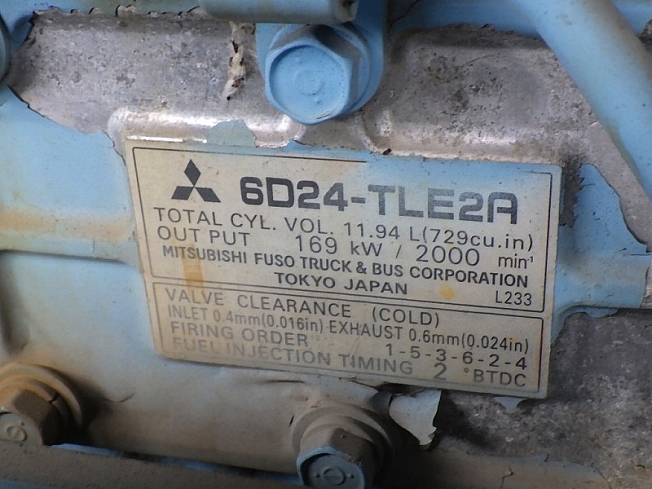 6D24-TLE2A
TOTAL CYL. VOL. 11.94 L(729cu.in)
OUT PUT 169 kW / 2000 min⁻¹
MITSUBISHI FUSO TRUCK & BUS CORPORATION
TOKYO JAPAN L233
VALVE CLEARANCE (COLD)
INLET 0.4mm(0.016in) EXHAUST 0.6mm(0.024in)
FIRING ORDER 1-5-3-6-2-4
FUEL INJECTION TIMING 2 °BTDC